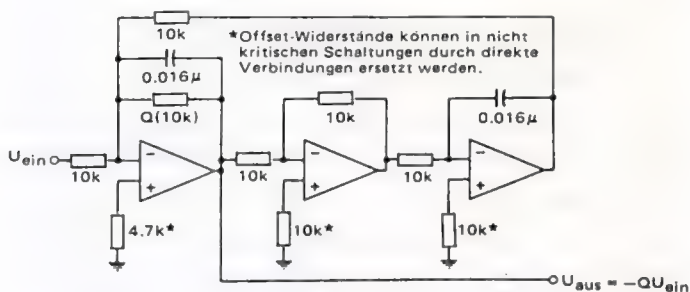 10k
*Offset-Widerstände können in nicht
kritischen Schaltungen durch direkte
Verbindungen ersetzt werden.
0.016µ
Q(10k)
10k
0.016µ
Uein
10k
−
+
10k
−
+
10k
−
+
4.7k*
10k*
10k*
Uaus = −QUein